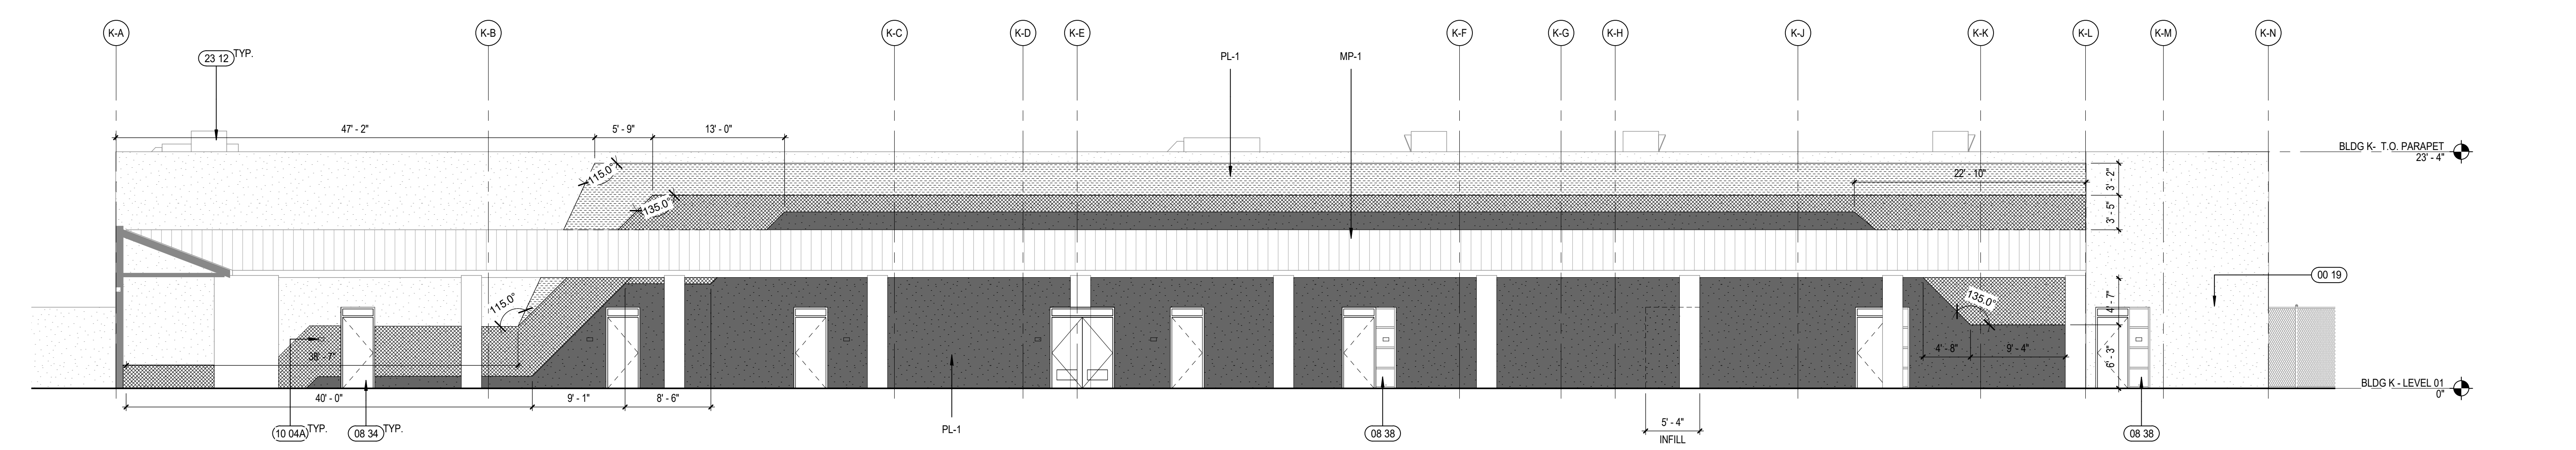 K-A
K-B
K-C
K-D
K-E
K-F
K-G
K-H
K-J
K-K
K-L
K-M
K-N
23 12 TYP.
PL-1
MP-1
47' - 2"
5' - 9"
13' - 0"
BLDG K- T.O. PARAPET
23' - 4"
115.0°
135.0°
22' - 10"
3' - 2"
3' - 5"
00 19
115.0°
135.0°
4' - 7"
38' - 7"
4' - 8"
9' - 4"
6' - 3"
BLDG K - LEVEL 01
0"
40' - 0"
9' - 1"
8' - 6"
5' - 4"
INFILL
10 04A TYP.
08 34 TYP.
PL-1
08 38
08 38